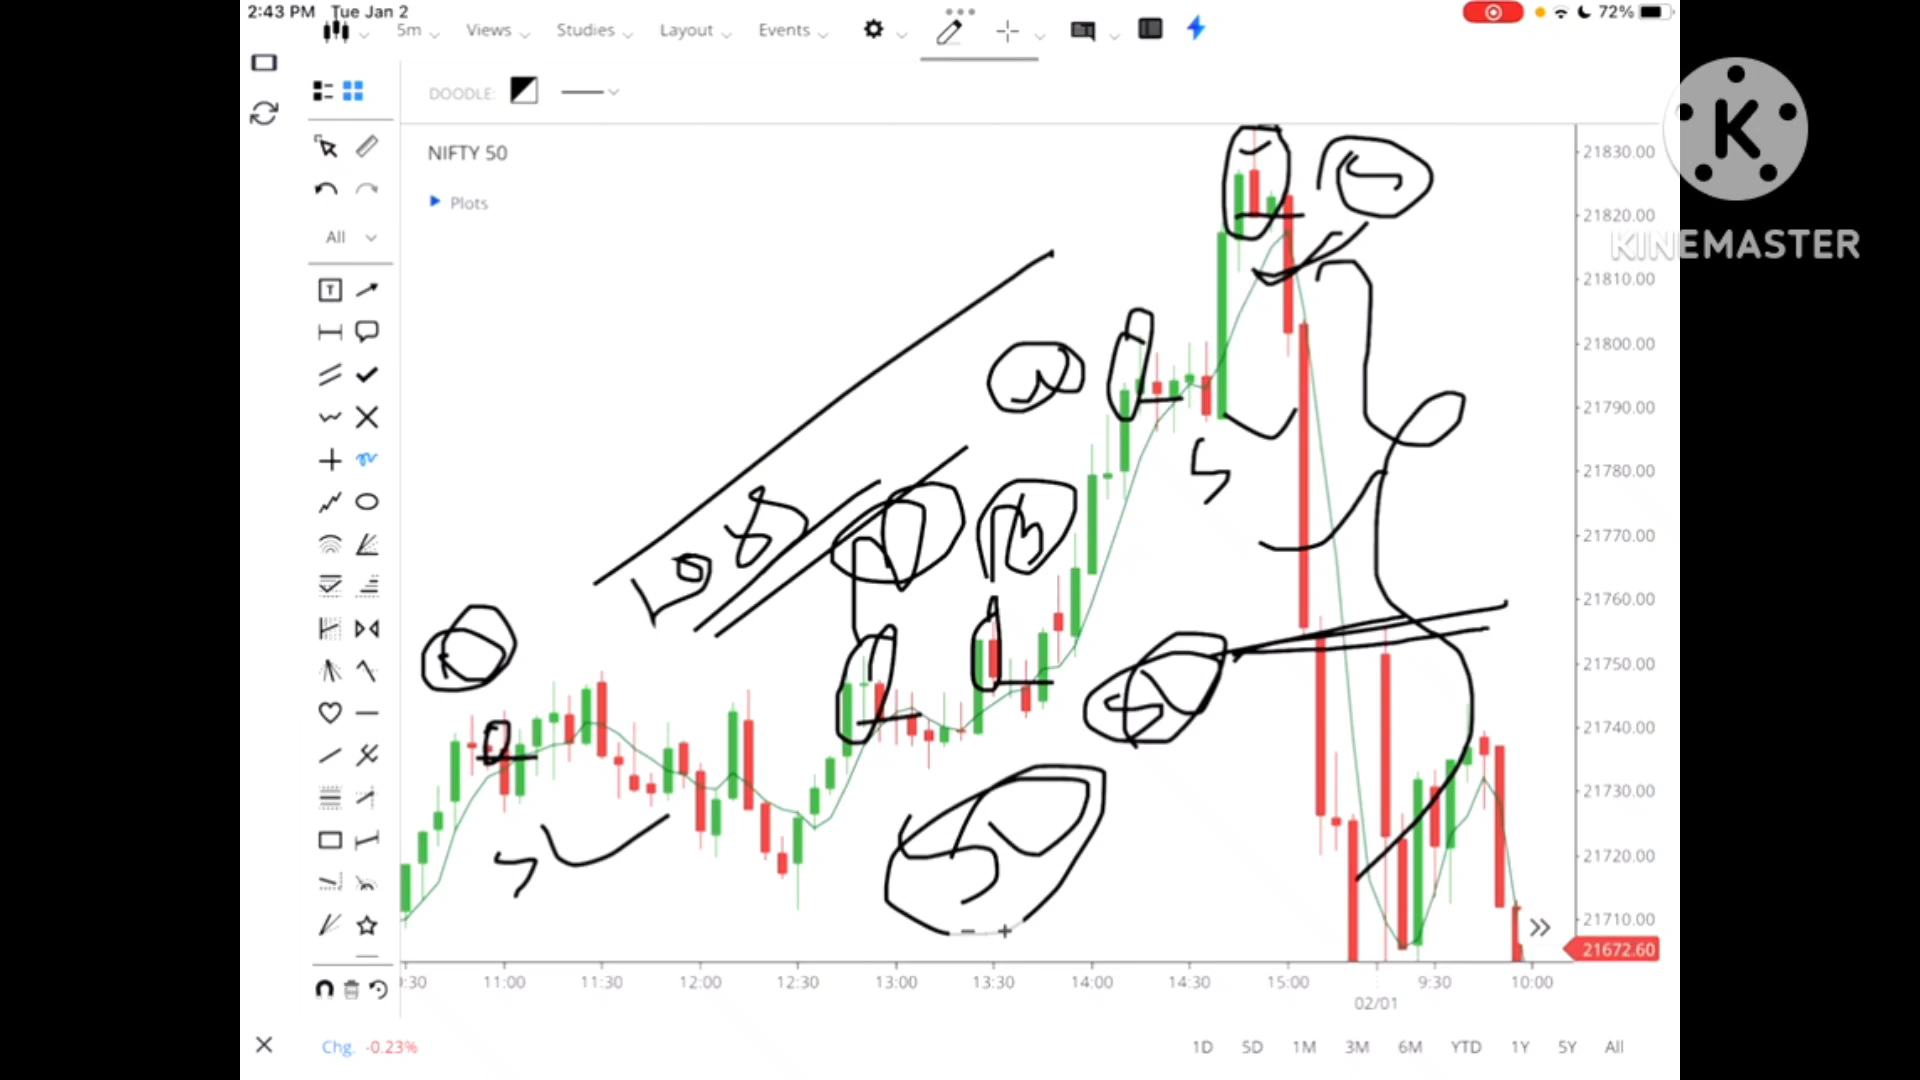 2:43 PM Tue Jan 2
72%
5m Views Studies Layout Events
DOODLE:
K
KINEMASTER
NIFTY 50
Plots
All
T
21830.00
21820.00
21810.00
21800.00
21790.00
21780.00
21770.00
21760.00
21750.00
21740.00
21730.00
21720.00
21710.00
21672.60
:30 11:00 11:30 12:00 12:30 13:00 13:30 14:00 14:30 15:00 9:30 10:00
02/01
Chg. -0.23% 1D 5D 1M 3M 6M YTD 1Y 5Y All